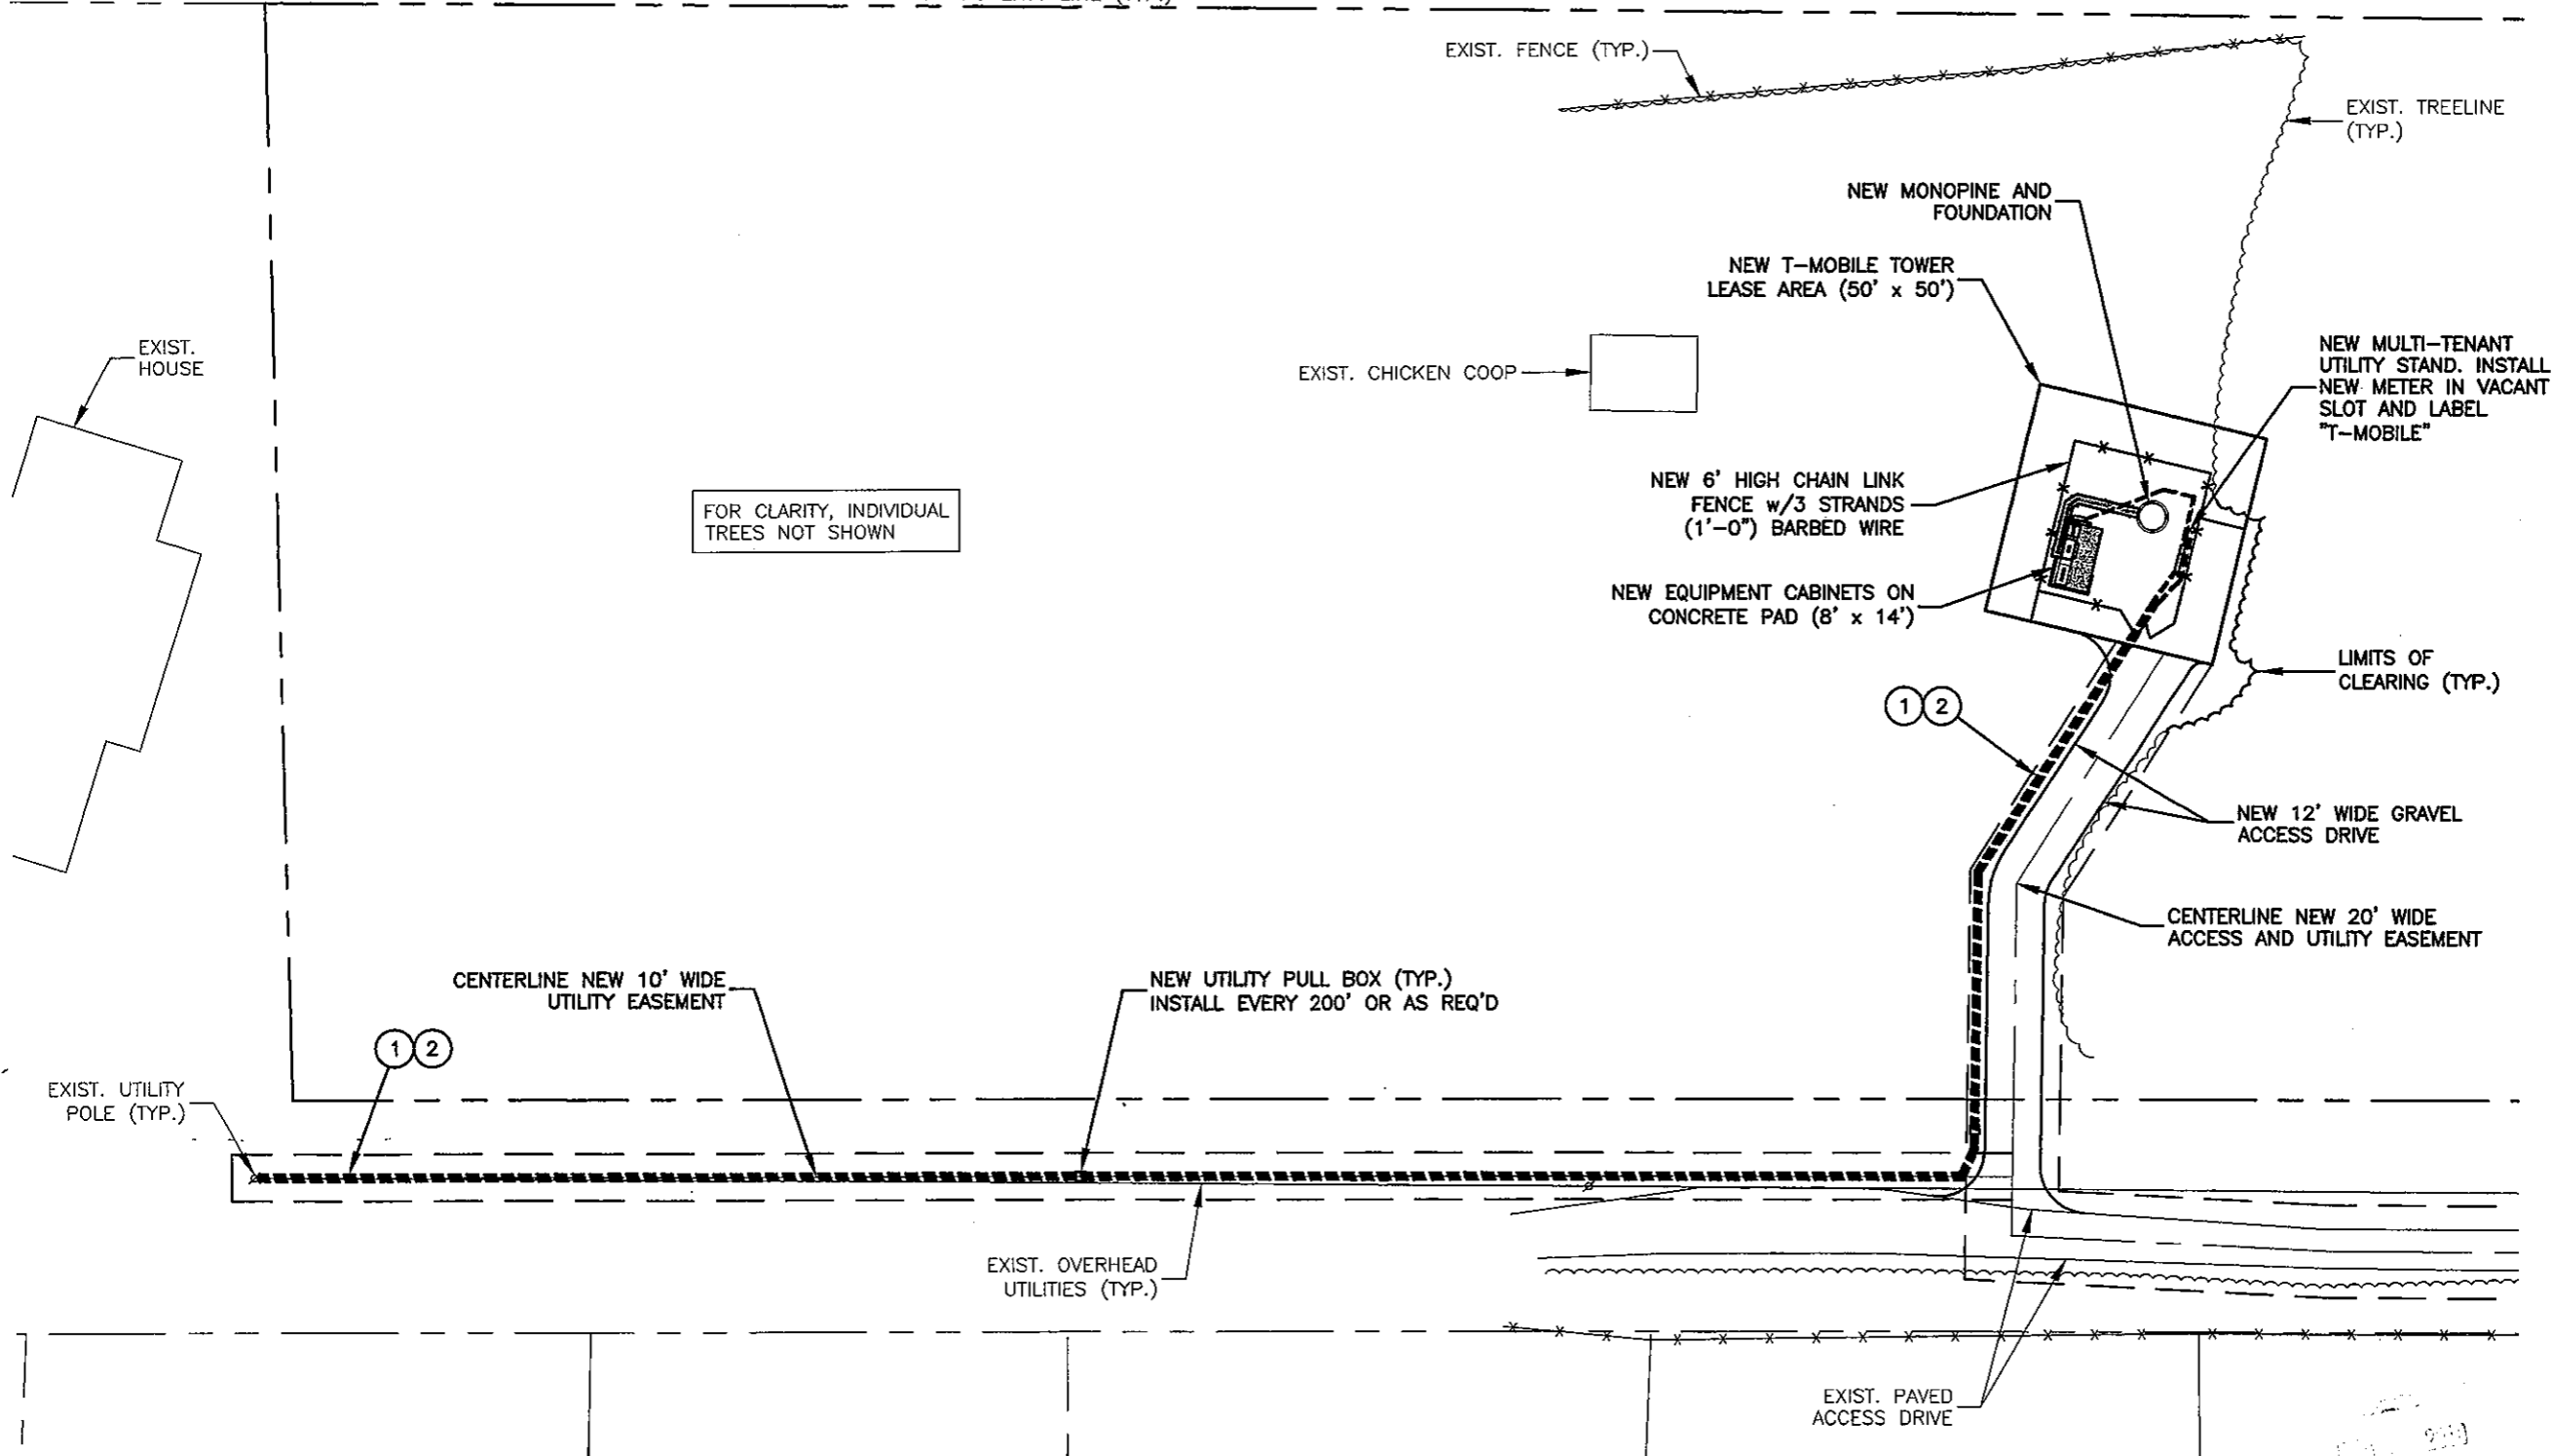 EXIST. FENCE (TYP.)
EXIST. TREELINE
(TYP.)
NEW MONOPINE AND
FOUNDATION
NEW T-MOBILE TOWER
LEASE AREA (50' x 50')
EXIST.
HOUSE
EXIST. CHICKEN COOP
NEW MULTI-TENANT
UTILITY STAND. INSTALL
NEW METER IN VACANT
SLOT AND LABEL
"T-MOBILE"
FOR CLARITY, INDIVIDUAL
TREES NOT SHOWN
NEW 6' HIGH CHAIN LINK
FENCE w/3 STRANDS
(1'-0") BARBED WIRE
NEW EQUIPMENT CABINETS ON
CONCRETE PAD (8' x 14')
LIMITS OF
CLEARING (TYP.)
1 2
NEW 12' WIDE GRAVEL
ACCESS DRIVE
CENTERLINE NEW 20' WIDE
ACCESS AND UTILITY EASEMENT
CENTERLINE NEW 10' WIDE
UTILITY EASEMENT
NEW UTILITY PULL BOX (TYP.)
INSTALL EVERY 200' OR AS REQ'D
1 2
EXIST. UTILITY
POLE (TYP.)
EXIST. OVERHEAD
UTILITIES (TYP.)
EXIST. PAVED
ACCESS DRIVE